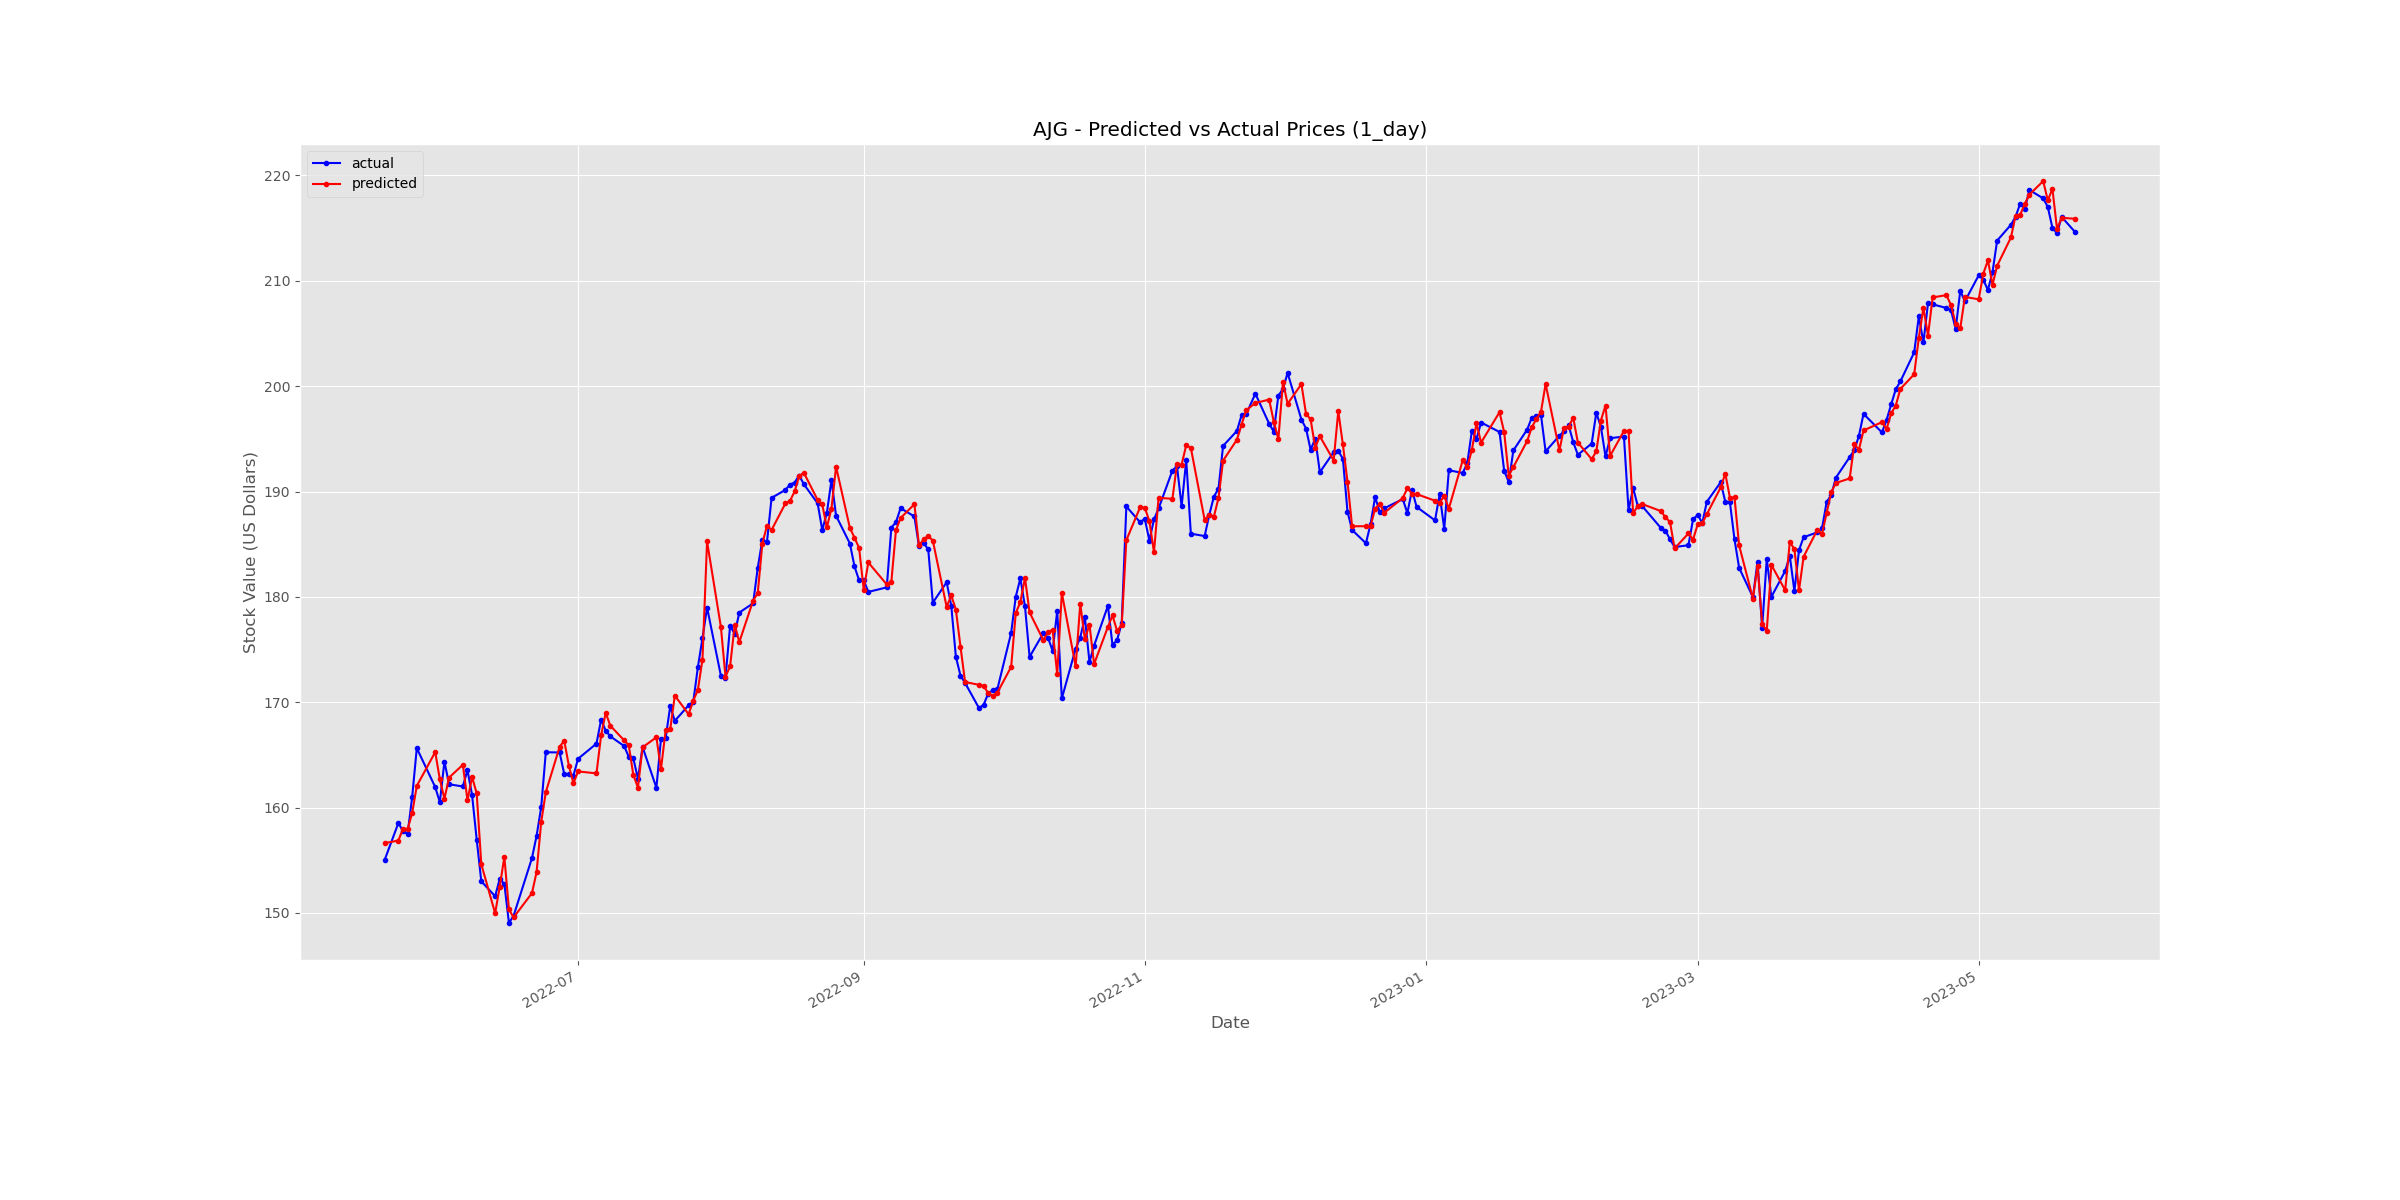 AJG - Predicted vs Actual Prices (1_day)
actual
predicted
220
210
200
190
180
170
160
150
Stock Value (US Dollars)
2022-07
2022-09
2022-11
2023-01
2023-03
2023-05
Date